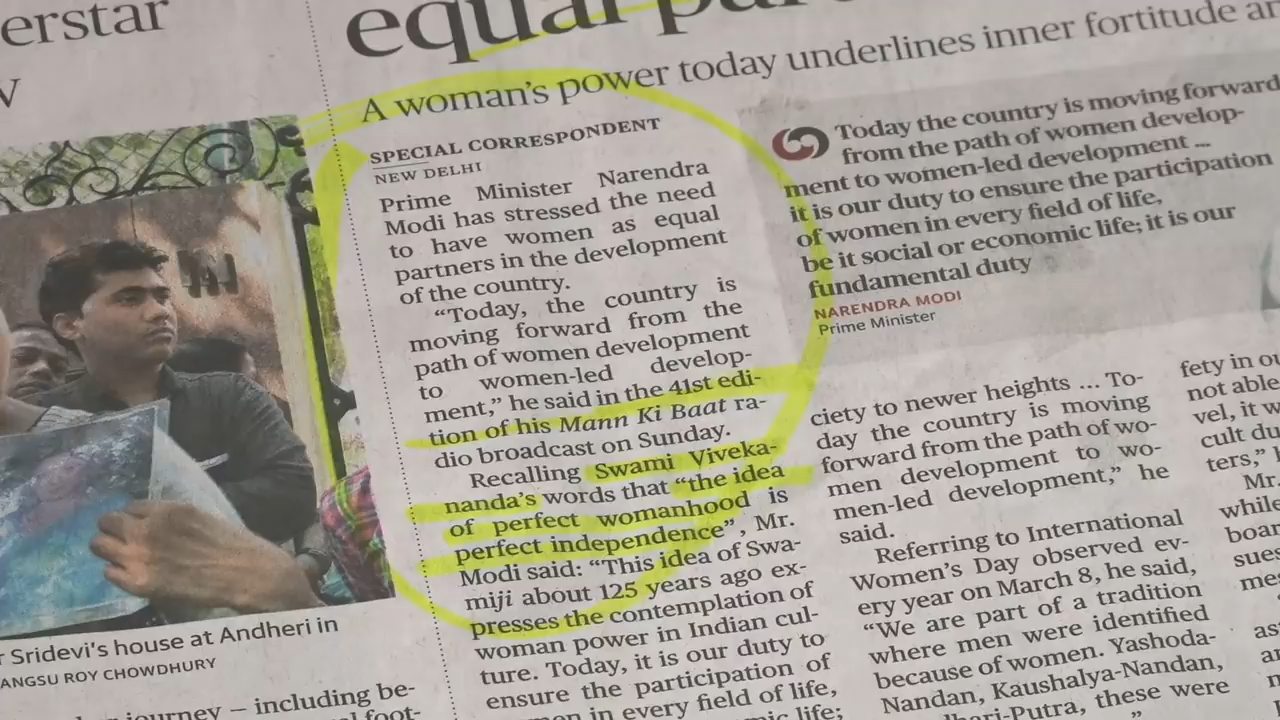 erstar
equal
A woman's power today underlines inner fortitude
SPECIAL CORRESPONDENT
NEW DELHI
Prime Minister Narendra
Modi has stressed the need
to have women as equal
partners in the development
of the country.
“Today, the country is
moving forward from the
path of women development
to women-led develop-
ment,” he said in the 41st edi-
tion of his Mann Ki Baat ra-
dio broadcast on Sunday.
Recalling Swami Viveka-
nanda's words that “the idea
of perfect womanhood is
perfect independence”, Mr.
Modi said: “This idea of Swa-
miji about 125 years ago ex-
presses the contemplation of
woman power in Indian cul-
ture. Today, it is our duty to
ensure the participation of
in every field of life,
life;
Today the country is moving forward
from the path of women develop-
ment to women-led development ...
it is our duty to ensure the participation
of women in every field of life,
be it social or economic life; it is our
fundamental duty
NARENDRA MODI
Prime Minister
ciety to newer heights ... To-
day the country is moving
forward from the path of wo-
men development to wo-
men-led development,” he
said.
Referring to International
Women's Day observed ev-
ery year on March 8, he said,
“We are part of a tradition
where men were identified
because of women. Yashoda-
Nandan, Kaushalya-Nandan,
these were
fety in
not able
vel, it
cult
ters,”
Mr.
while
Sridevi's house at Andheri in
ROY CHOWDHURY
journey – including be-